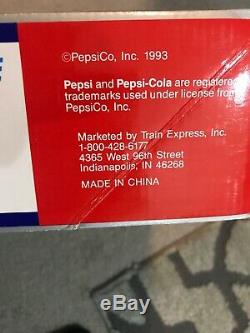 ©PepsiCo, Inc. 1993
Pepsi and Pepsi-Cola are registered
trademarks used under license from
PepsiCo, Inc.
Marketed by Train Express, Inc.
1-800-428-6177
4365 West 96th Street
Indianapolis, IN 46268
MADE IN CHINA